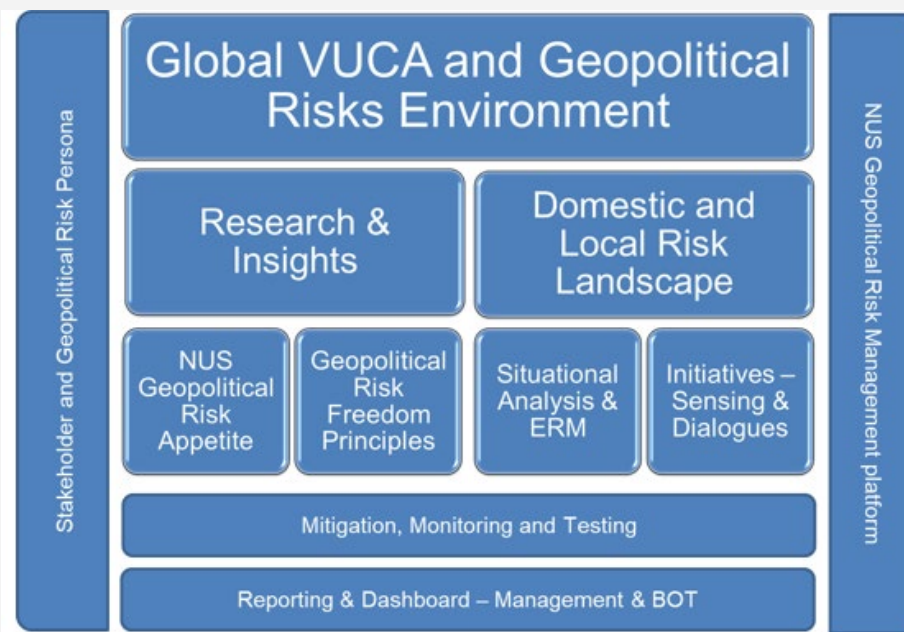 Stakeholder and Geopolitical Risk Persona
Global VUCA and Geopolitical
Risks Environment
Research &
Insights
Domestic and
Local Risk
Landscape
NUS
Geopolitical
Risk
Appetite
Geopolitical
Risk
Freedom
Principles
Situational
Analysis &
ERM
Initiatives –
Sensing &
Dialogues
Mitigation, Monitoring and Testing
Reporting & Dashboard – Management & BOT
NUS Geopolitical Risk Management platform